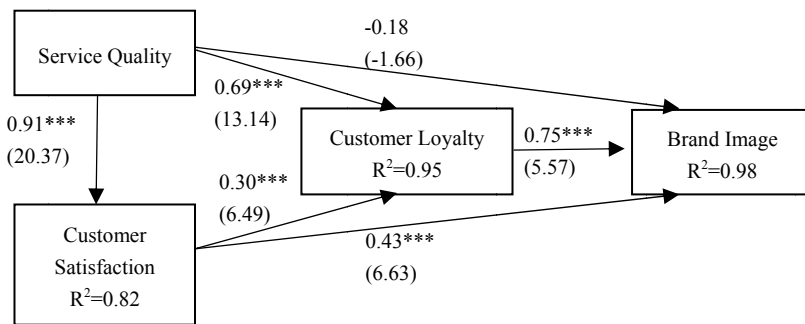 Service Quality
-0.18
(-1.66)
0.69***
(13.14)
0.91***
(20.37)
Customer Loyalty
R²=0.95
0.75***
(5.57)
Brand Image
R²=0.98
0.30***
(6.49)
Customer
Satisfaction
R²=0.82
0.43***
(6.63)